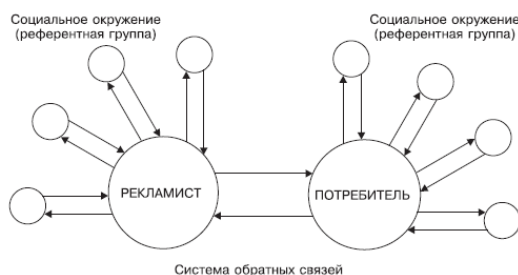 Социальное окружение
(референтная группа)
Социальное окружение
(референтная группа)
РЕКЛАМИСТ
ПОТРЕБИТЕЛЬ
Система обратных связей